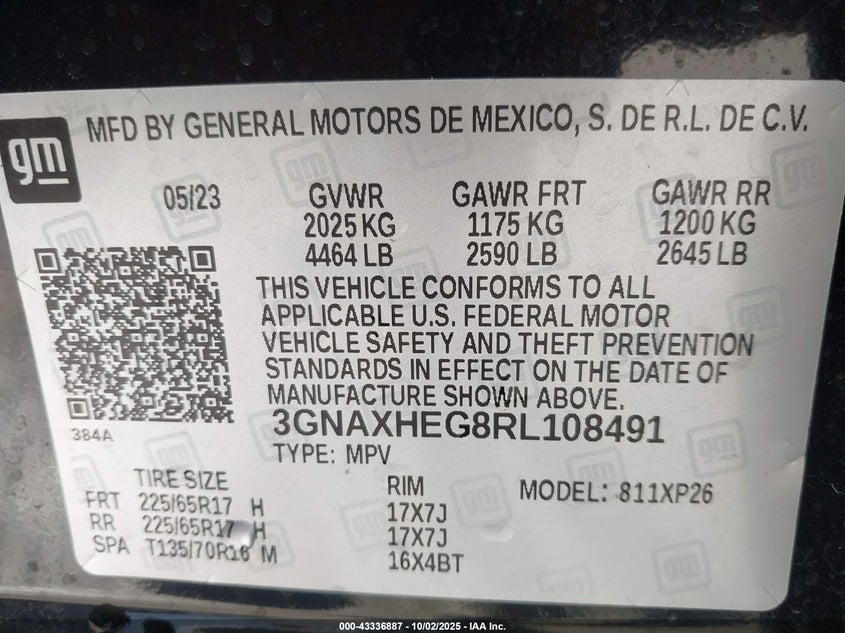 MFD BY GENERAL MOTORS DE MEXICO, S. DE R.L. DE C.V.
gm
05/23 GVWR GAWR FRT GAWR RR
2025 KG 1175 KG 1200 KG
4464 LB 2590 LB 2645 LB
THIS VEHICLE CONFORMS TO ALL
APPLICABLE U.S. FEDERAL MOTOR
VEHICLE SAFETY AND THEFT PREVENTION
STANDARDS IN EFFECT ON THE DATE OF
MANUFACTURE SHOWN ABOVE.
384A
3GNAXHEG8RL108491
TYPE: MPV
TIRE SIZE RIM MODEL: 811XP26
FRT 225/65R17 H 17X7J
RR 225/65R17 H 17X7J
SPA T135/70R16 M 16X4BT
000-43336887 - 10/02/2025 - IAA Inc.